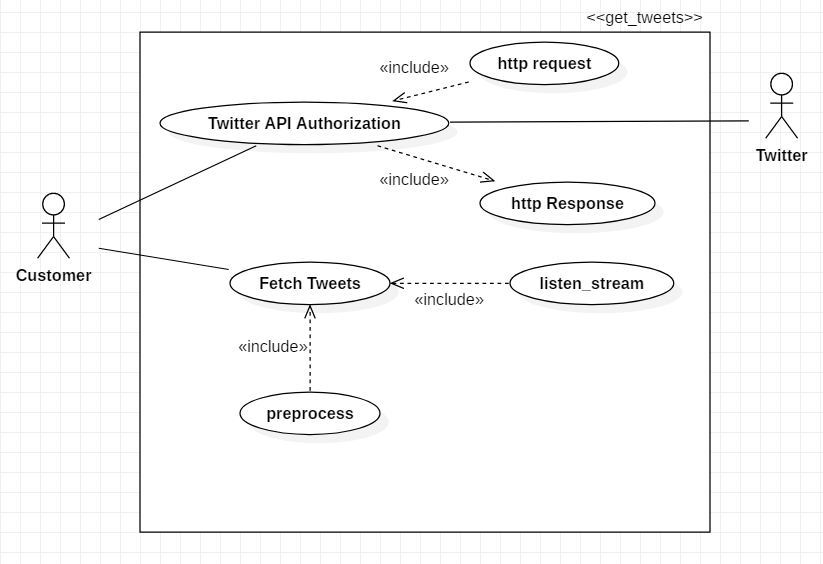 <<get_tweets>>
http request
«include»
Twitter API Authorization
Twitter
«include»
http Response
Customer
Fetch Tweets
listen_stream
«include»
«include»
preprocess